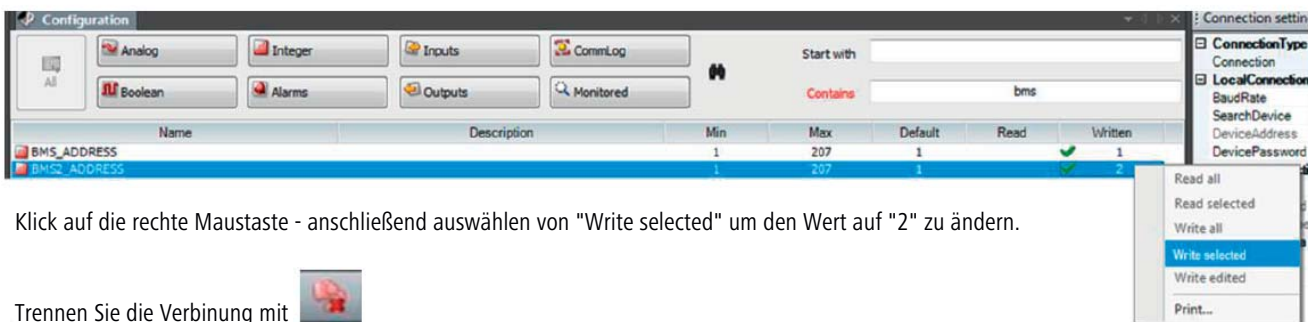 Configuration
Connection settin
All
Analog
Integer
Inputs
CommLog
Start with
Boolean
Alarms
Outputs
Monitored
Contains
bms
ConnectionType
Connection
LocalConnection
BaudRate
SearchDevice
DeviceAddress
DevicePassword
Name Description Min Max Default Read Written
BMS_ADDRESS 1 207 1 1
BMS2_ADDRESS 1 207 1 2
Read all
Read selected
Write all
Write selected
Write edited
Print...
Klick auf die rechte Maustaste - anschließend auswählen von "Write selected" um den Wert auf "2" zu ändern.
Trennen Sie die Verbinung mit